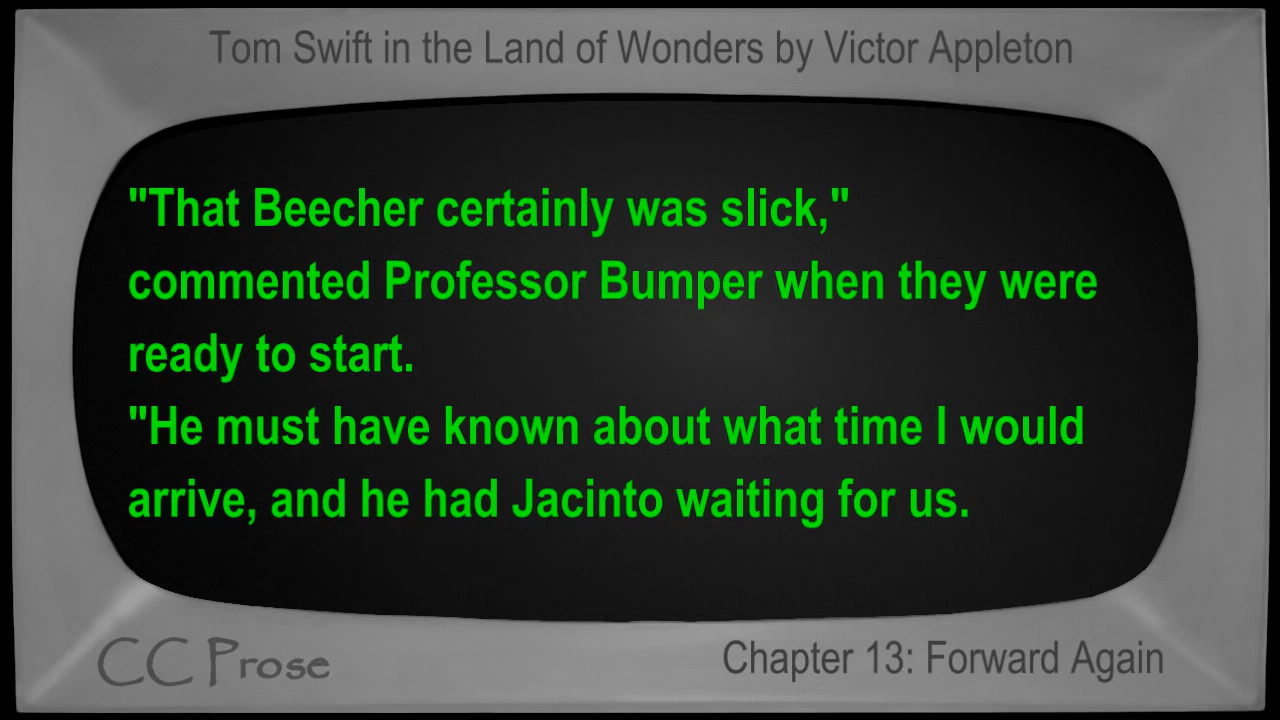 Tom Swift in the Land of Wonders by Victor Appleton
"That Beecher certainly was slick,"
commented Professor Bumper when they were
ready to start.
"He must have known about what time I would
arrive, and he had Jacinto waiting for us.
CC Prose
Chapter 13: Forward Again